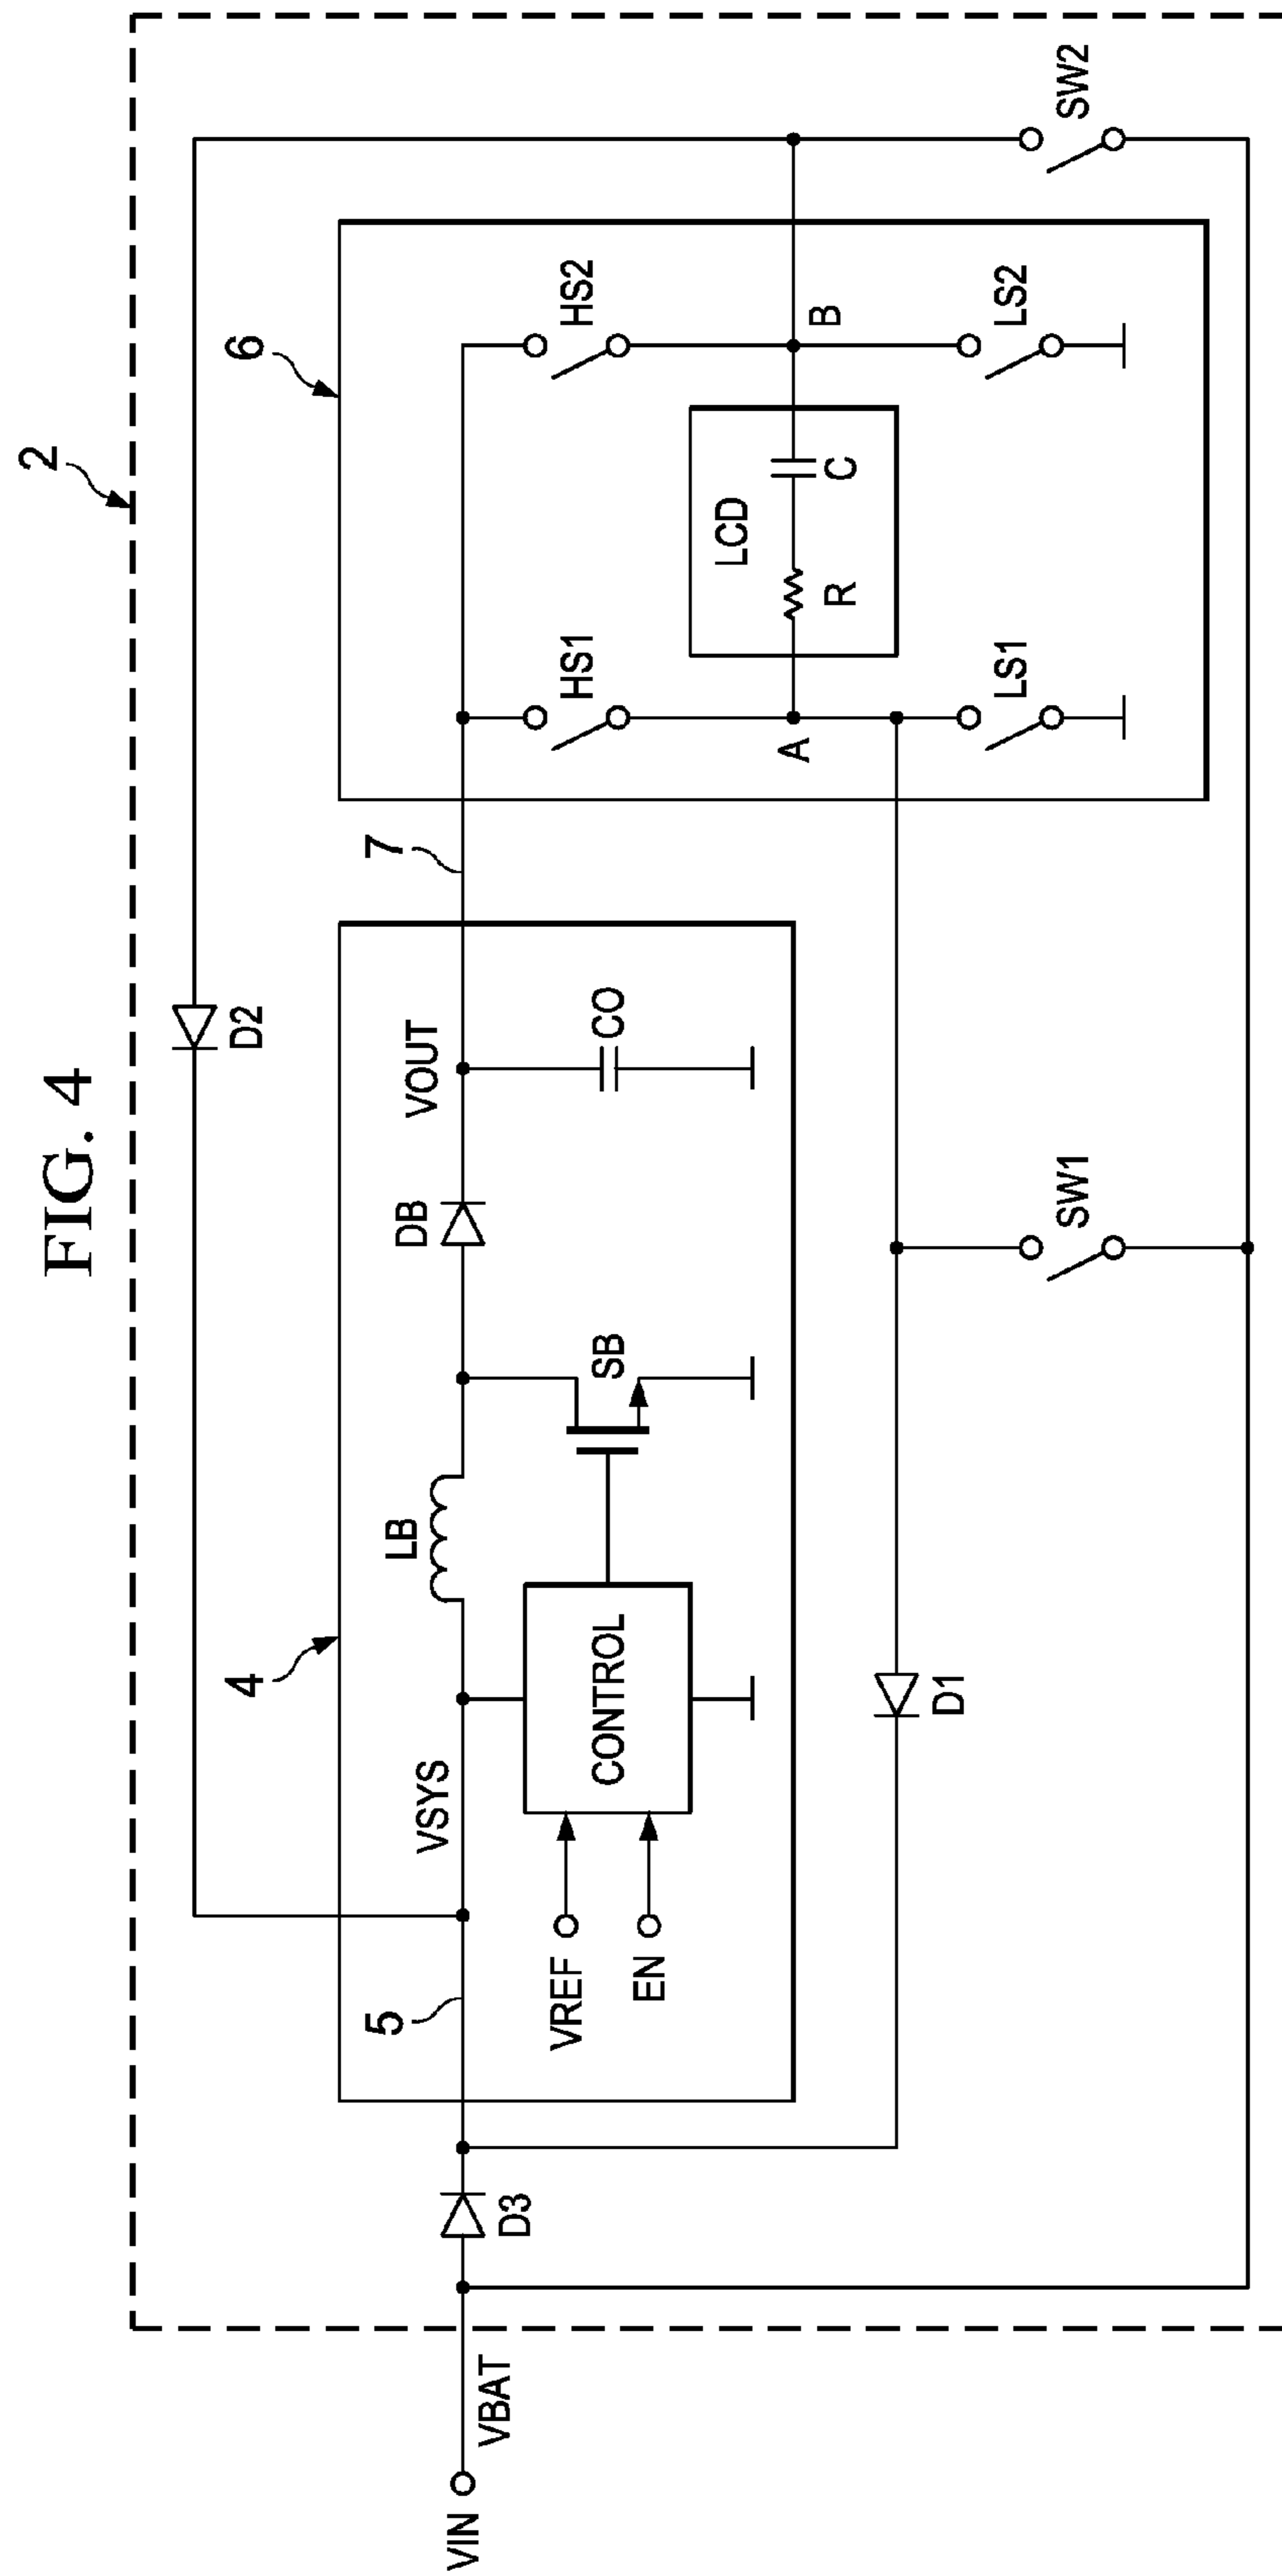 FIG. 4
2
D2
4
6
LB
DB
VOUT
7
HS1
HS2
5
VSYS
CO
SB
CONTROL
VREF
EN
LCD
R
C
A
B
VIN
VBAT
D3
LS1
LS2
D1
SW1
SW2